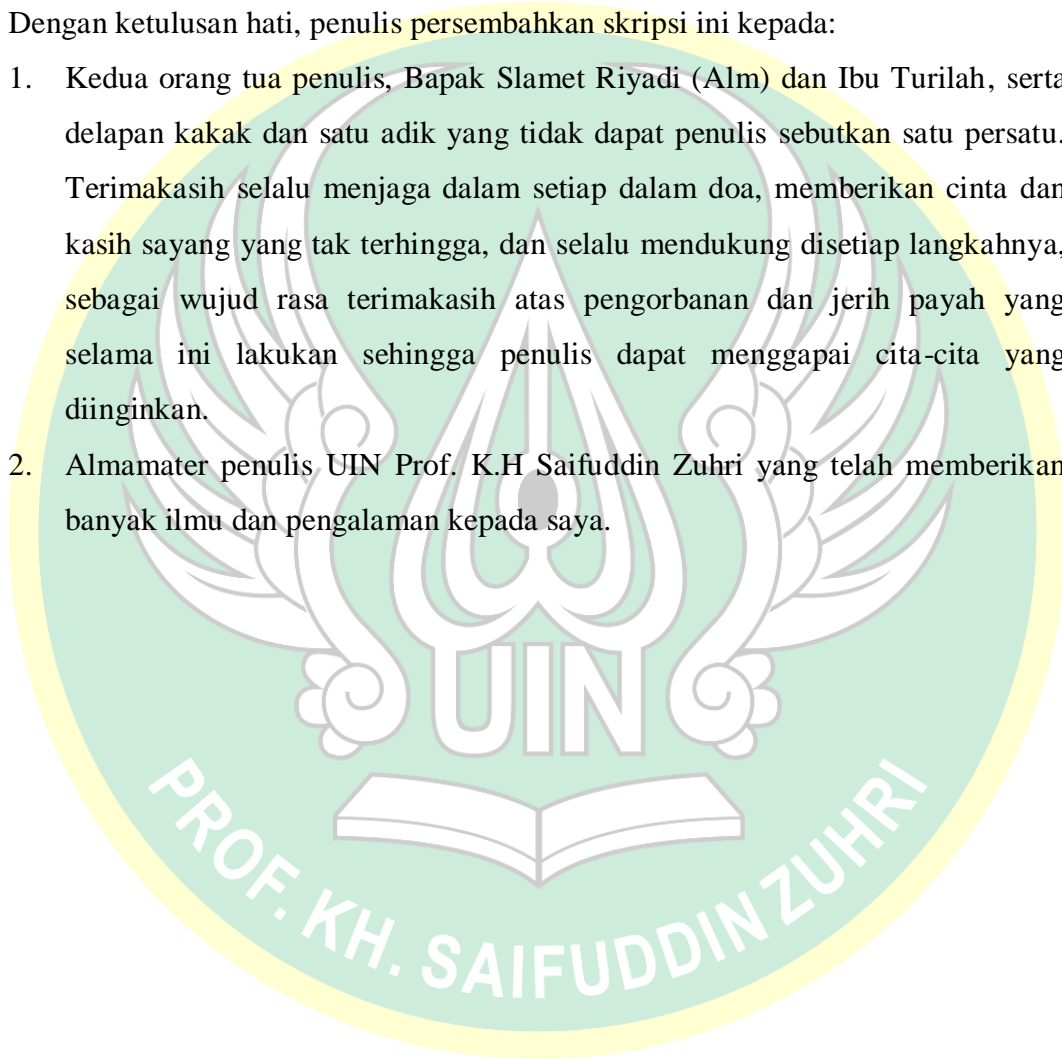 Dengan ketulusan hati, penulis persembahkan skripsi ini kepada:
1. Kedua orang tua penulis, Bapak Slamet Riyadi (Alm) dan Ibu Turilah, serta
delapan kakak dan satu adik yang tidak dapat penulis sebutkan satu persatu.
Terimakasih selalu menjaga dalam setiap dalam doa, memberikan cinta dan
kasih sayang yang tak terhingga, dan selalu mendukung disetiap langkahnya,
sebagai wujud rasa terimakasih atas pengorbanan dan jerih payah yang
selama ini lakukan sehingga penulis dapat menggapai cita-cita yang
diinginkan.
2. Almamater penulis UIN Prof. K.H Saifuddin Zuhri yang telah memberikan
banyak ilmu dan pengalaman kepada saya.
UIN
PROF. KH. SAIFUDDIN ZUHRI